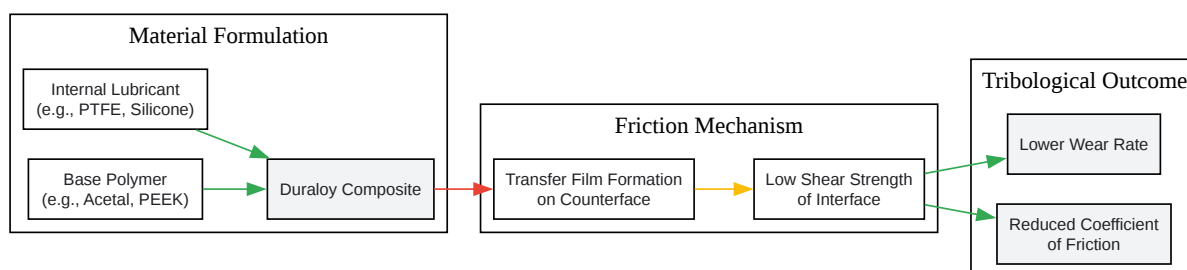 Material Formulation
Internal Lubricant
(e.g., PTFE, Silicone)
Base Polymer
(e.g., Acetal, PEEK)
Duraloy Composite
Friction Mechanism
Transfer Film Formation
on Counterface
Low Shear Strength
of Interface
Tribological Outcome
Lower Wear Rate
Reduced Coefficient
of Friction